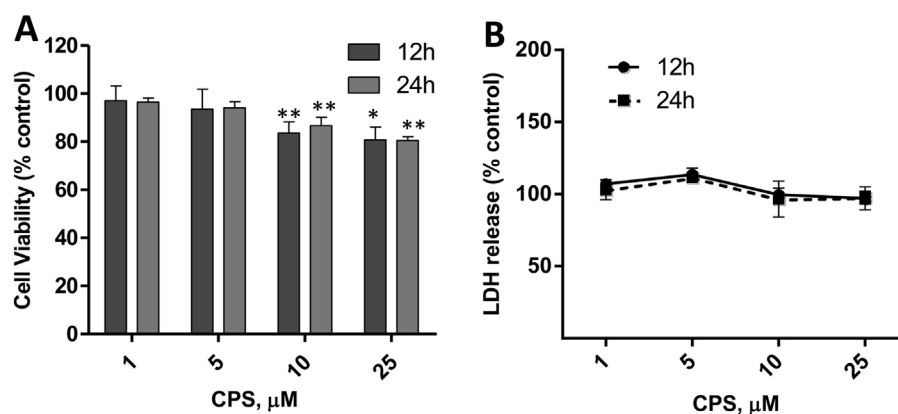 A
Cell Viability (% control)
120
100
80
60
40
20
0
12h
24h
** ** * **
1 5 10 25
CPS, μM
B
LDH release (% control)
200
150
100
50
12h
24h
1 5 10 25
CPS, μM